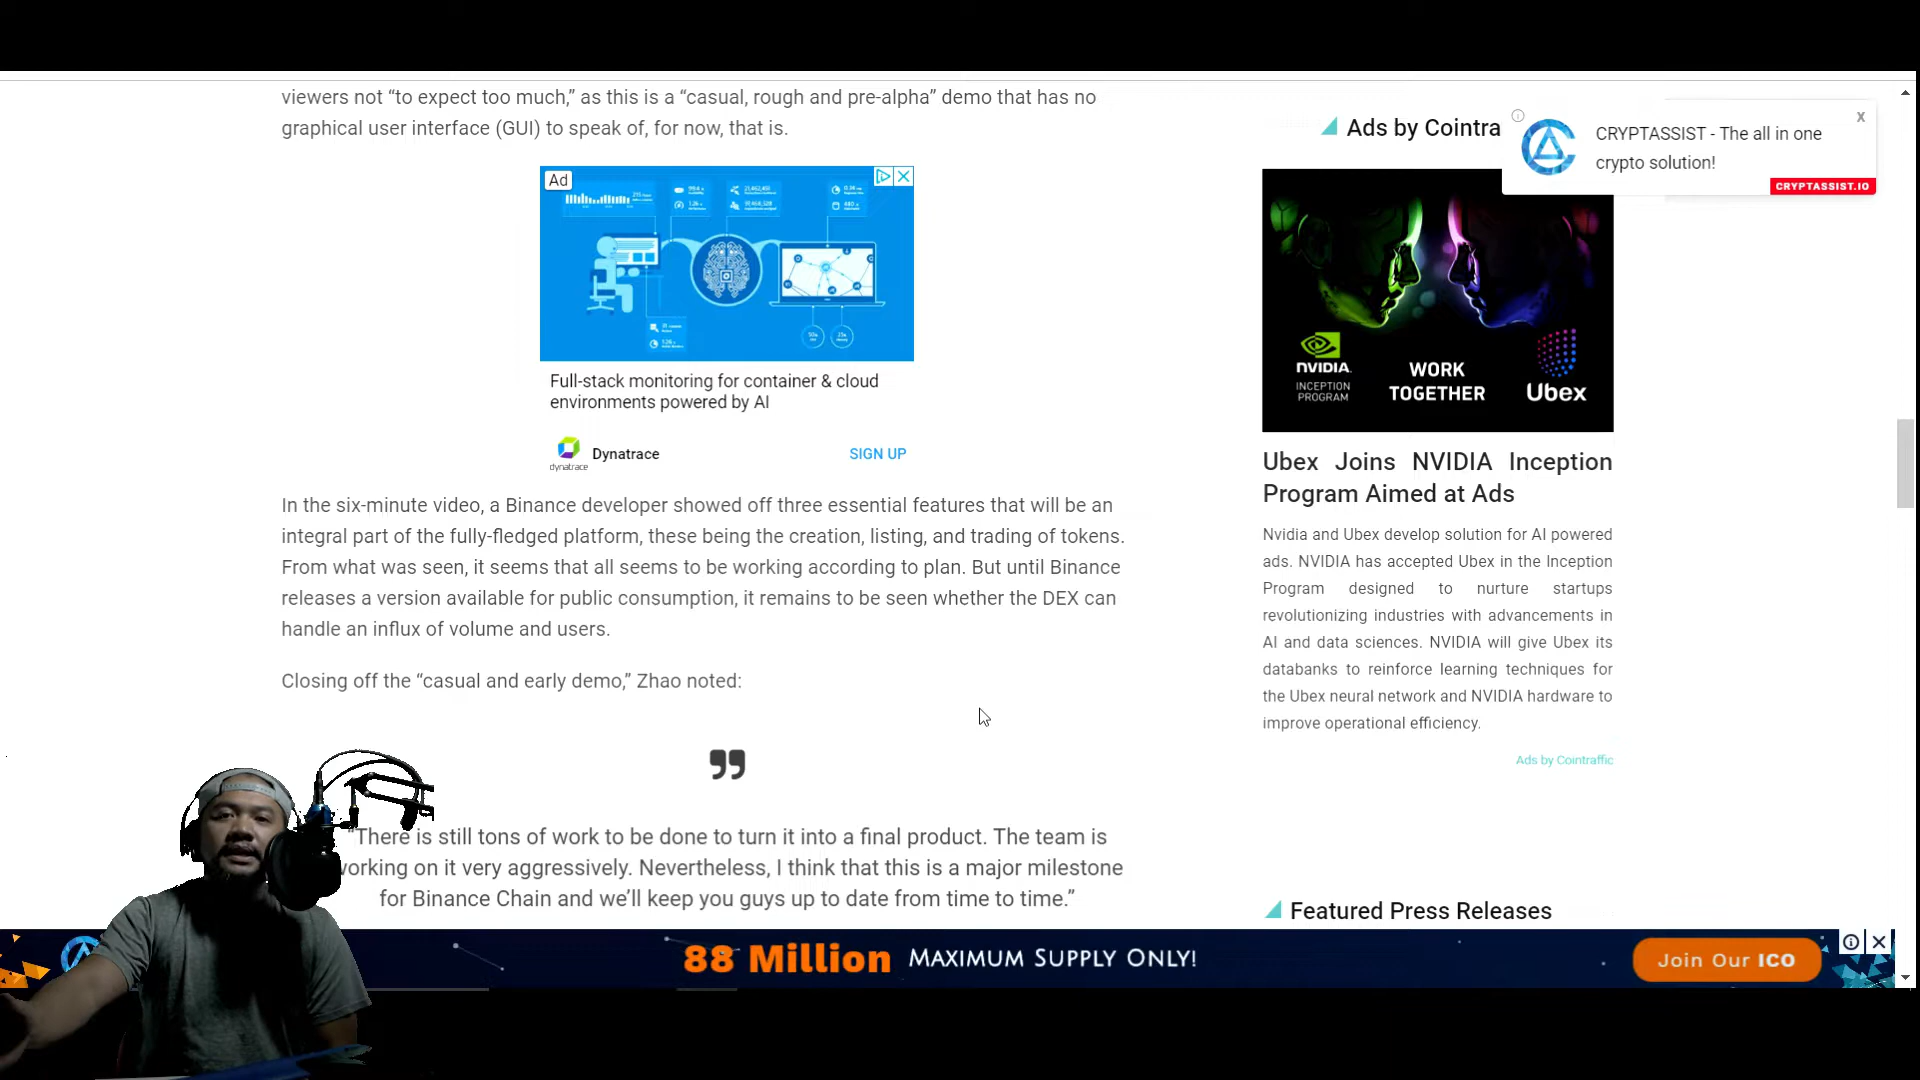 viewers not “to expect too much,” as this is a “casual, rough and pre-alpha” demo that has no
graphical user interface (GUI) to speak of, for now, that is.
Ad
Full-stack monitoring for container & cloud
environments powered by AI
dynatrace
Dynatrace
SIGN UP
In the six-minute video, a Binance developer showed off three essential features that will be an
integral part of the fully-fledged platform, these being the creation, listing, and trading of tokens.
From what was seen, it seems that all seems to be working according to plan. But until Binance
releases a version available for public consumption, it remains to be seen whether the DEX can
handle an influx of volume and users.
Closing off the “casual and early demo,” Zhao noted:
”
“There is still tons of work to be done to turn it into a final product. The team is
working on it very aggressively. Nevertheless, I think that this is a major milestone
for Binance Chain and we’ll keep you guys up to date from time to time.”
Ads by Cointra
CRYPTASSIST - The all in one
crypto solution!
X
CRYPTASSIST.IO
NVIDIA.
INCEPTION
PROGRAM
WORK
TOGETHER
Ubex
Ubex Joins NVIDIA Inception
Program Aimed at Ads
Nvidia and Ubex develop solution for AI powered
ads. NVIDIA has accepted Ubex in the Inception
Program designed to nurture startups
revolutionizing industries with advancements in
AI and data sciences. NVIDIA will give Ubex its
databanks to reinforce learning techniques for
the Ubex neural network and NVIDIA hardware to
improve operational efficiency.
Ads by Cointraffic
Featured Press Releases
88 Million MAXIMUM SUPPLY ONLY!
Join Our ICO